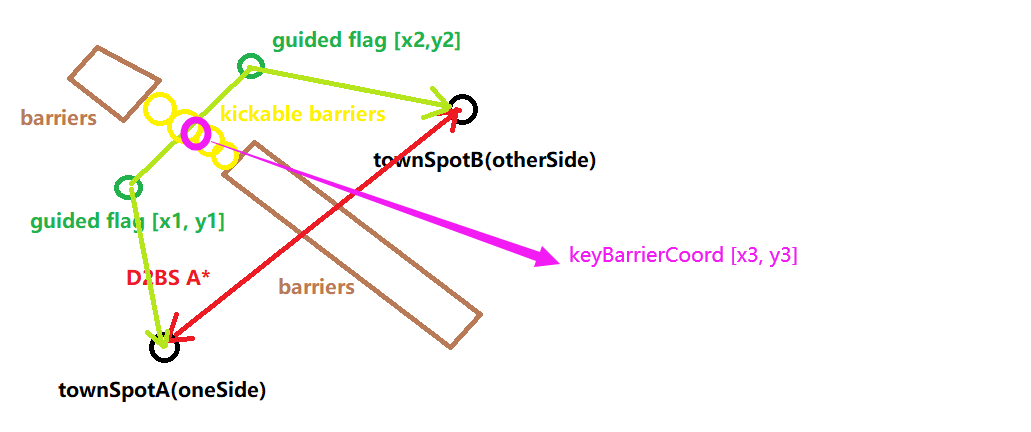 guided flag [x2,y2]
barriers
kickable barriers
townSpotB(otherSide)
guided flag [x1, y1]
keyBarrierCoord [x3, y3]
D2BS A*
barriers
townSpotA(oneSide)